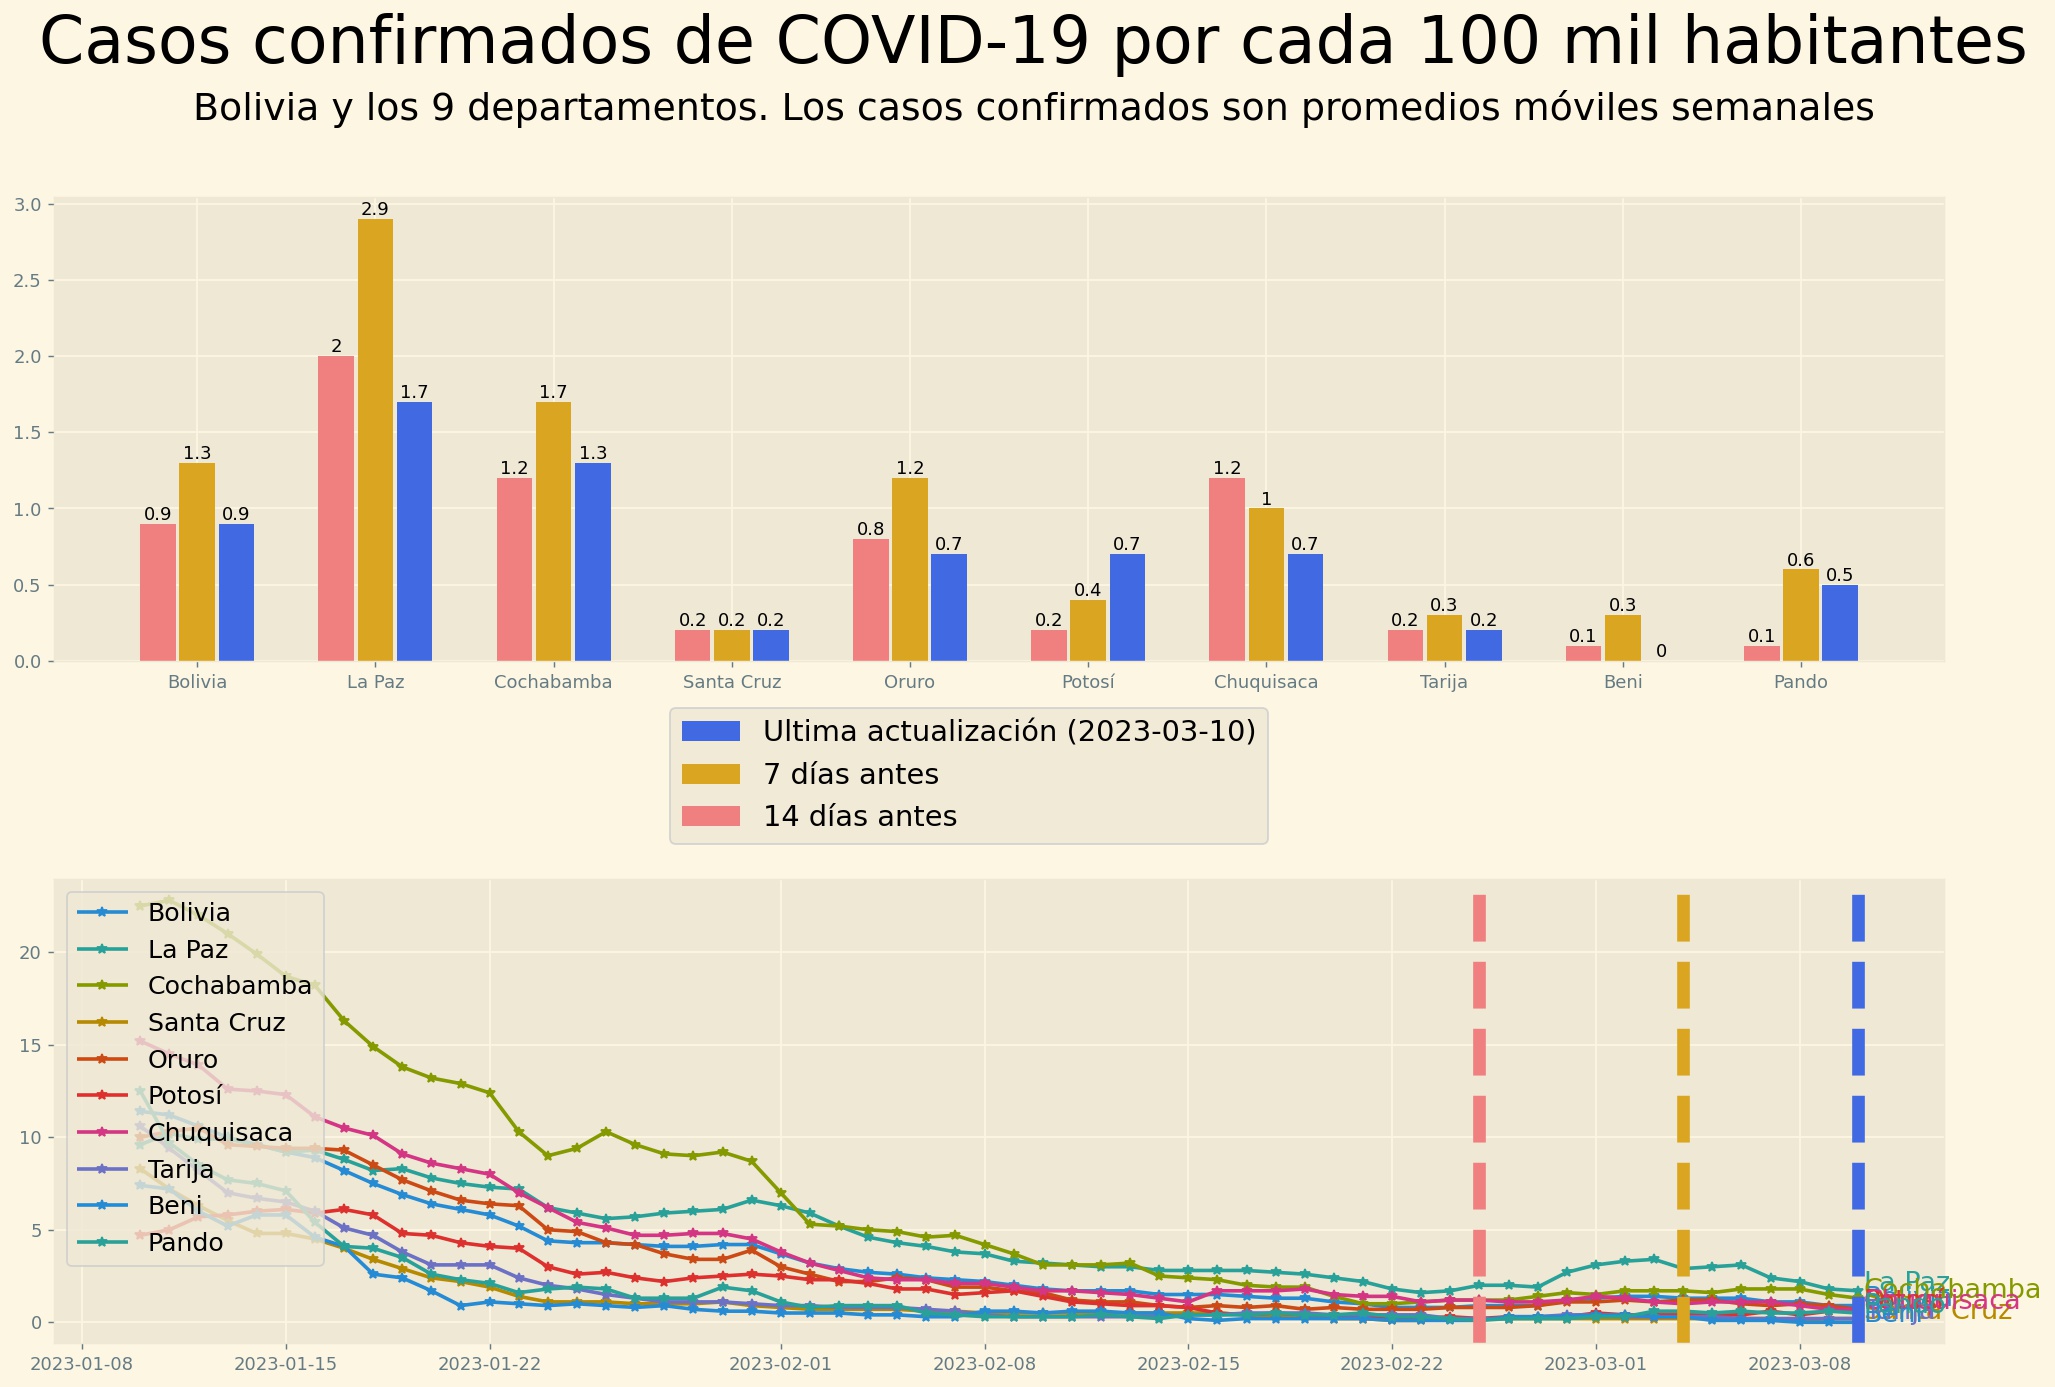 Casos confirmados de COVID-19 por cada 100 mil habitantes
Bolivia y los 9 departamentos. Los casos confirmados son promedios móviles semanales
3.0
2.5
2.0
1.5
1.0
0.5
0.0
0.9 1.3 0.9
2 2.9 1.7
1.2 1.7 1.3
0.2 0.2 0.2
0.8 1.2 0.7
0.2 0.4 0.7
1.2 1 0.7
0.2 0.3 0.2
0.1 0.3 0
0.1 0.6 0.5
Bolivia La Paz Cochabamba Santa Cruz Oruro Potosí Chuquisaca Tarija Beni Pando
Ultima actualización (2023-03-10)
7 días antes
14 días antes
20
15
10
5
0
Bolivia
La Paz
Cochabamba
Santa Cruz
Oruro
Potosí
Chuquisaca
Tarija
Beni
Pando
La Paz
Cochabamba
Chuquisaca
Santa Cruz
Beni
2023-01-08 2023-01-15 2023-01-22 2023-02-01 2023-02-08 2023-02-15 2023-02-22 2023-03-01 2023-03-08